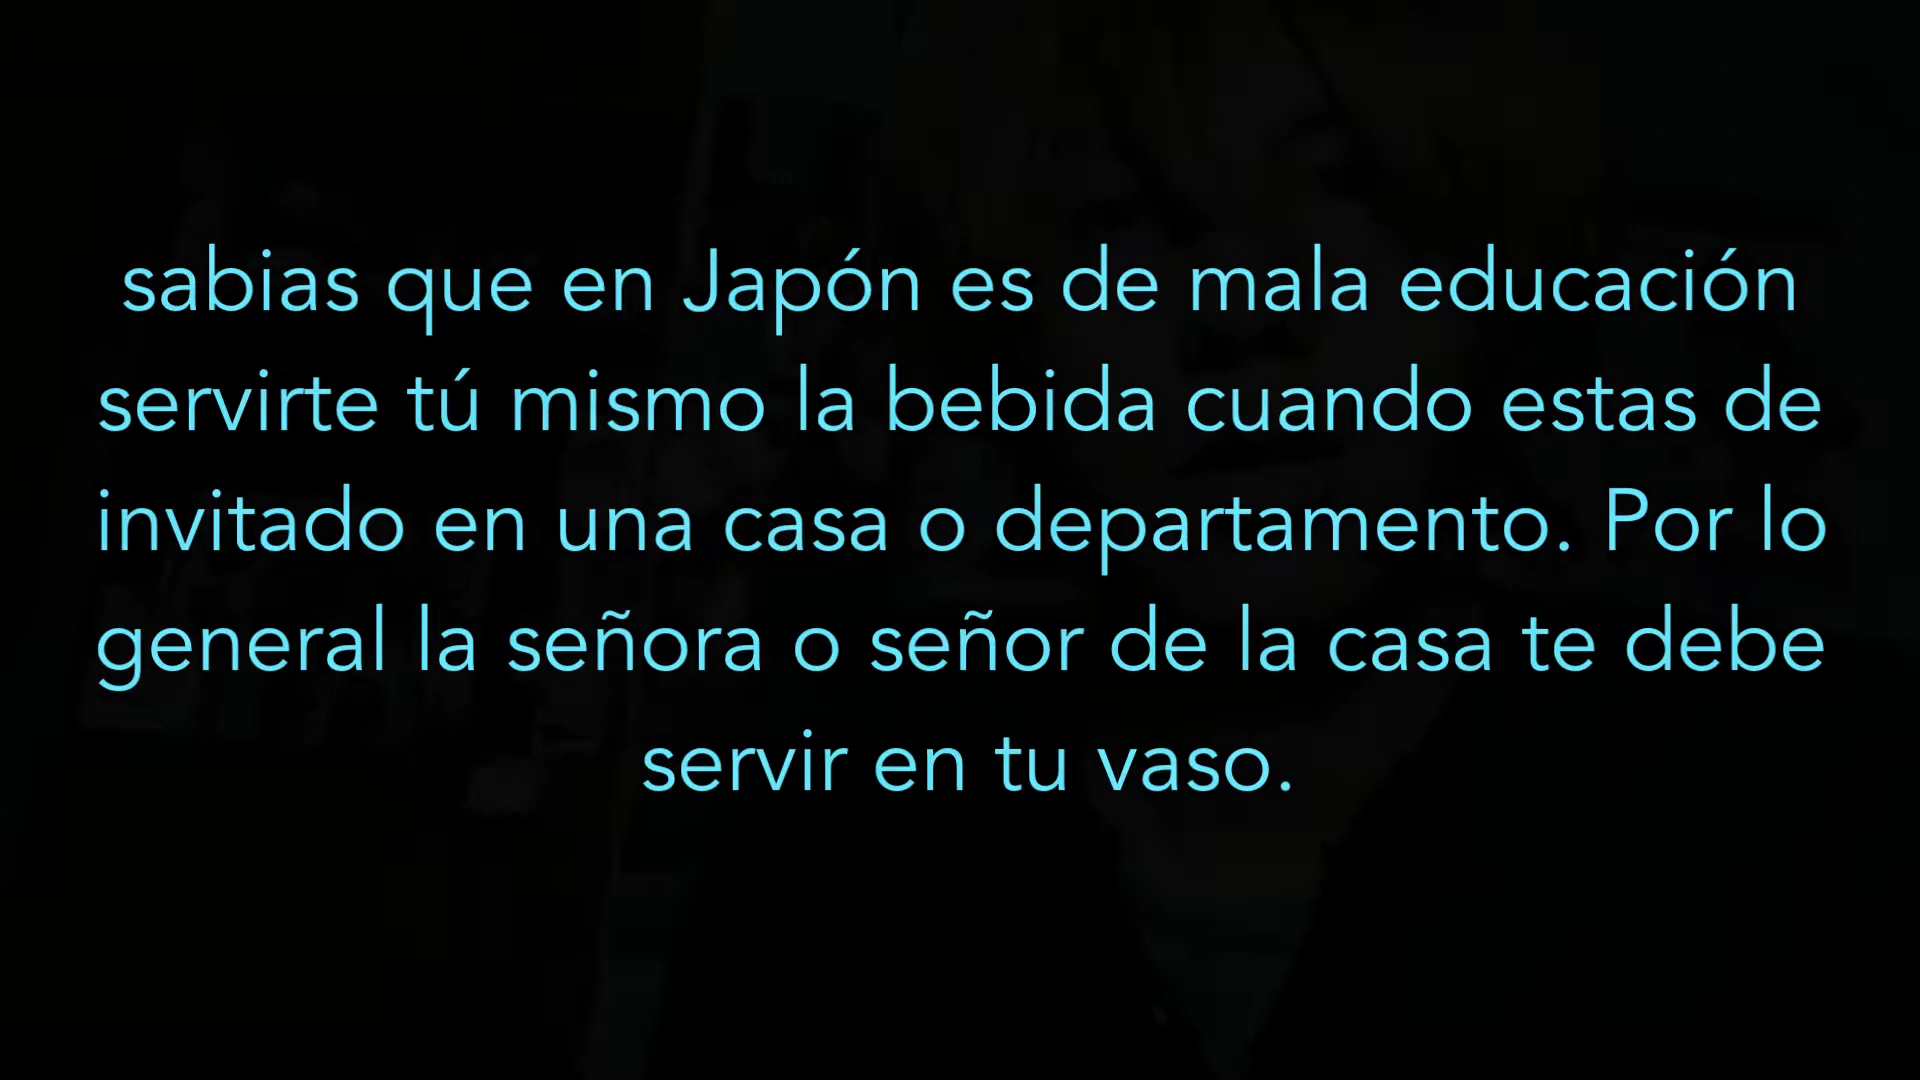 sabias que en Japón es de mala educación
servirte tú mismo la bebida cuando estas de
invitado en una casa o departamento. Por lo
general la señora o señor de la casa te debe
servir en tu vaso.